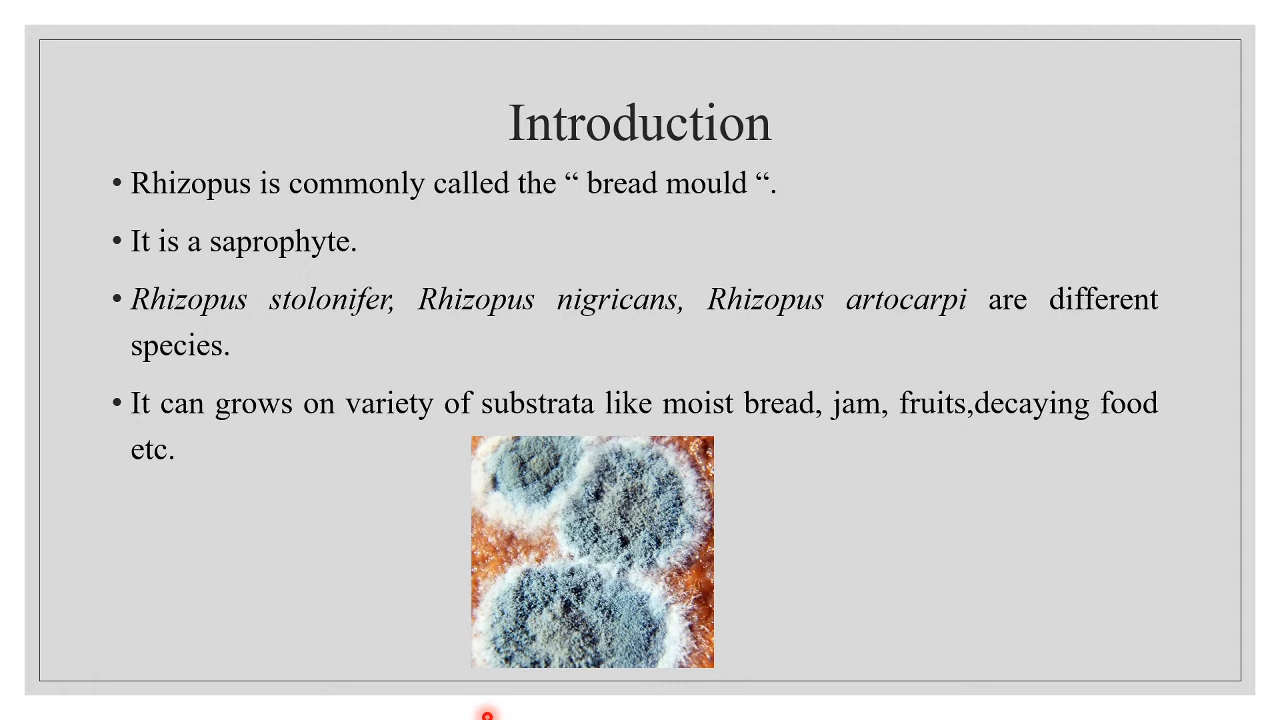 Introduction
• Rhizopus is commonly called the “ bread mould “.
• It is a saprophyte.
• Rhizopus stolonifer, Rhizopus nigricans, Rhizopus artocarpi are different
species.
• It can grows on variety of substrata like moist bread, jam, fruits,decaying food
etc.